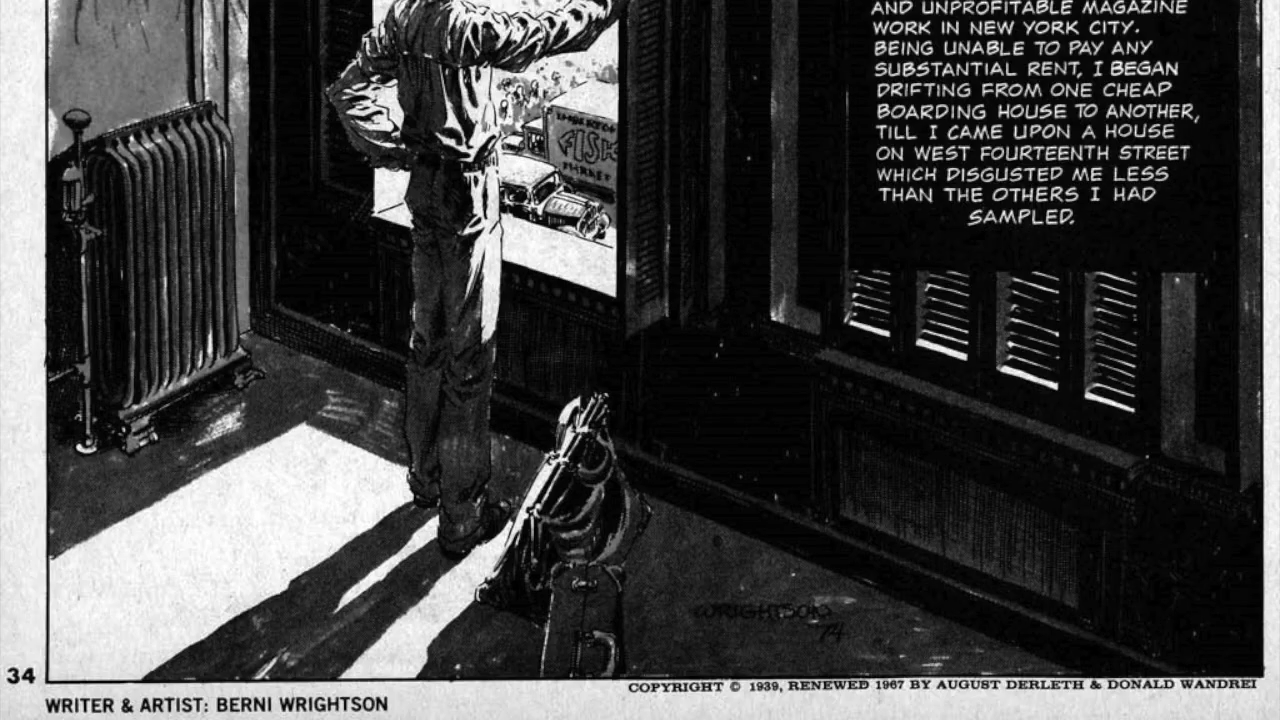 AND UNPROFITABLE MAGAZINE
WORK IN NEW YORK CITY.
BEING UNABLE TO PAY ANY
SUBSTANTIAL RENT, I BEGAN
DRIFTING FROM ONE CHEAP
BOARDING HOUSE TO ANOTHER,
TILL I CAME UPON A HOUSE
ON WEST FOURTEENTH STREET
WHICH DISGUSTED ME LESS
THAN THE OTHERS I HAD
SAMPLED.
FISH
MARKET
WRIGHTSON
74
34
COPYRIGHT © 1939, RENEWED 1967 BY AUGUST DERLETH & DONALD WANDREI
WRITER & ARTIST: BERNI WRIGHTSON